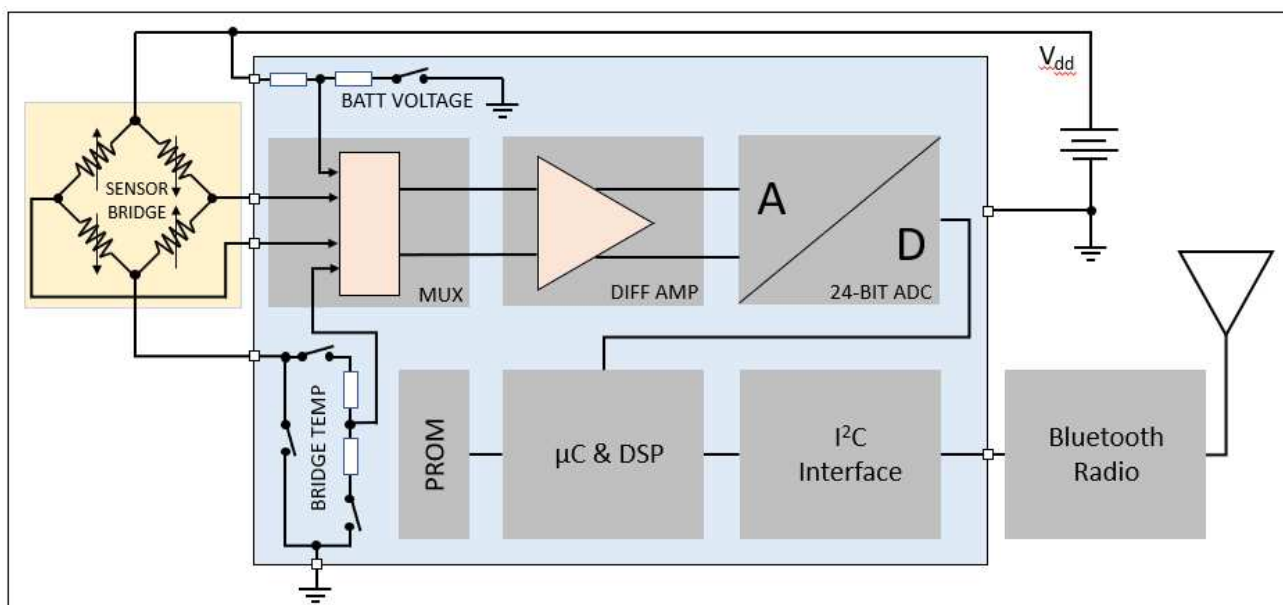 V_dd
BATT VOLTAGE
SENSOR
BRIDGE
MUX
DIFF AMP
A
D
24-BIT ADC
BRIDGE TEMP
PROM
µC & DSP
I²C
Interface
Bluetooth
Radio